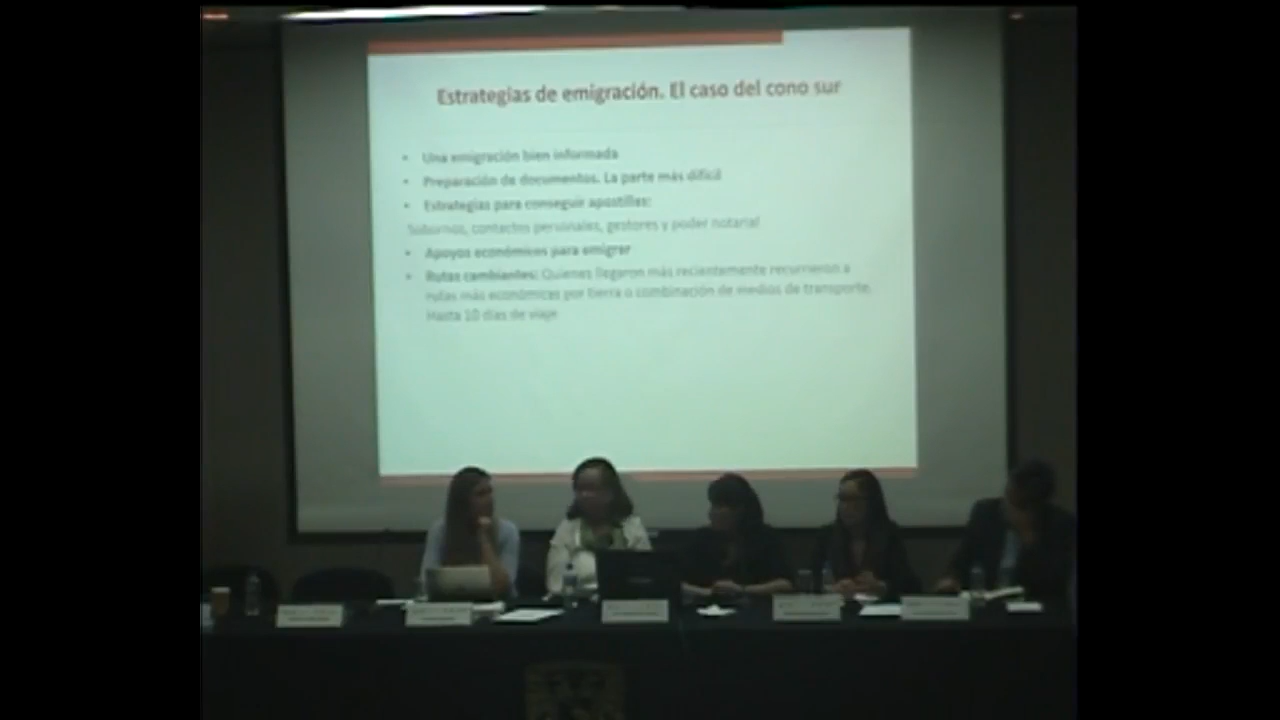 Estrategias de emigración. El caso del cono sur
• Una emigración bien informada
• Preparación de documentos. La parte más difícil
• Estrategias para conseguir apostillas:
Sobornos, contactos personales, gestores y poder notarial
• Apoyos económicos para emigrar
• Rutas cambiantes: Quienes llegaron más recientemente recurrieron a
rutas más económicas por tierra o combinación de medios de transporte.
Hasta 10 días de viaje